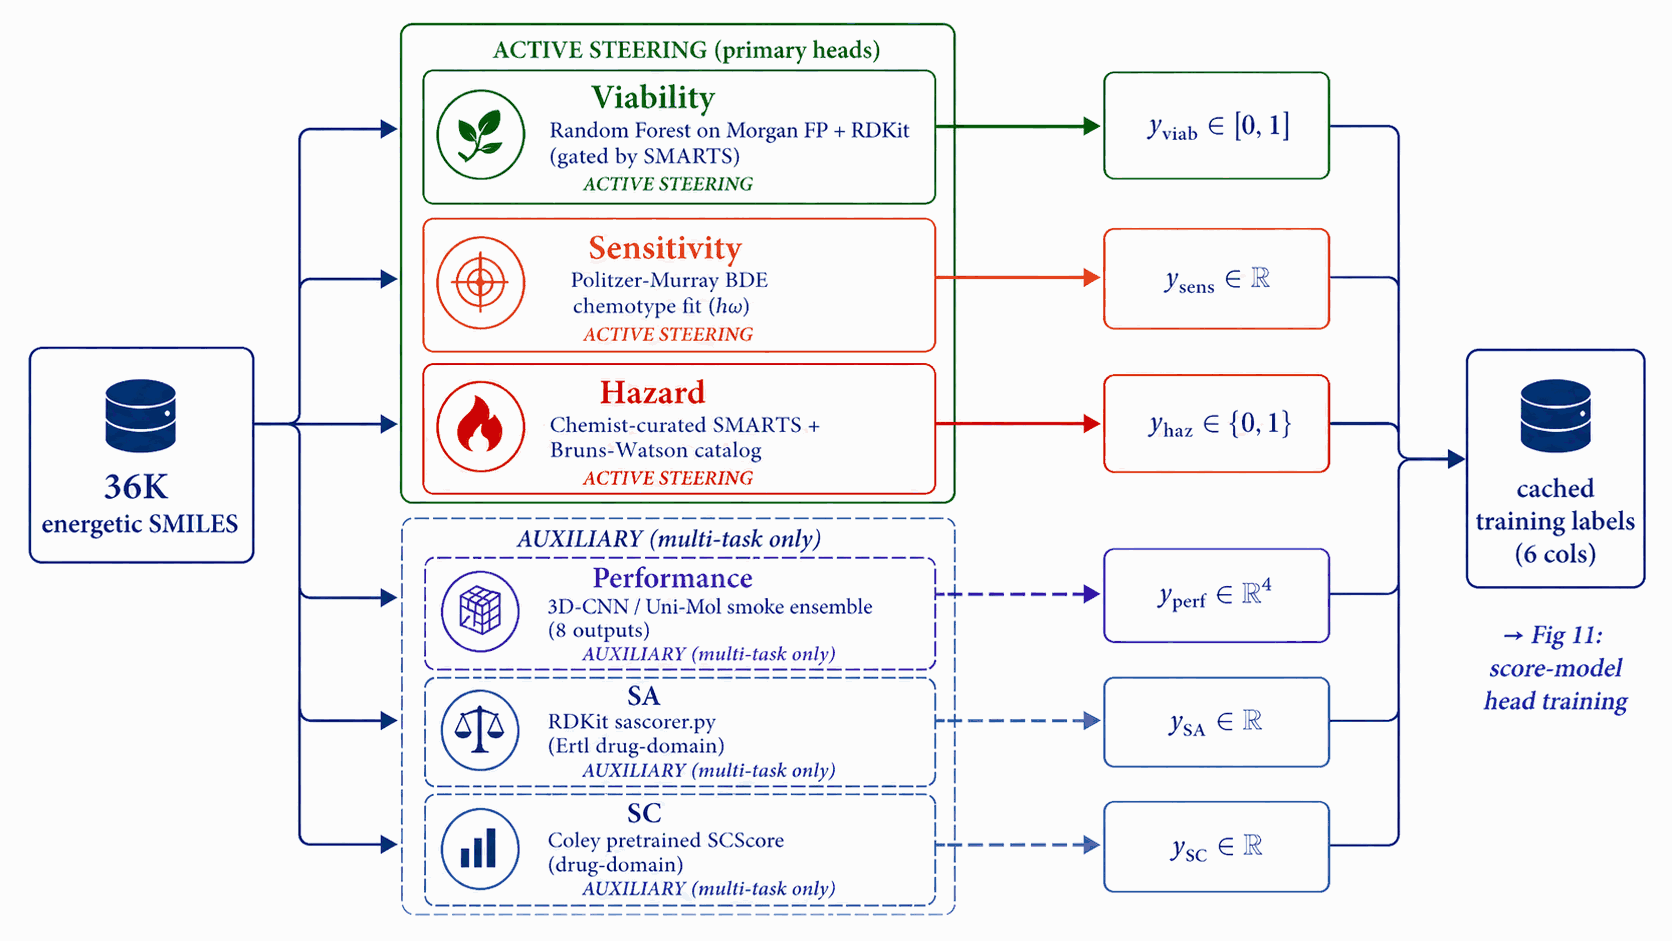 36K
energetic SMILES
ACTIVE STEERING (primary heads)
Viability
Random Forest on Morgan FP + RDKit
(gated by SMARTS)
ACTIVE STEERING
Sensitivity
Politzer-Murray BDE
chemotype fit (hω)
ACTIVE STEERING
Hazard
Chemist-curated SMARTS +
Bruns-Watson catalog
ACTIVE STEERING
AUXILIARY (multi-task only)
Performance
3D-CNN / Uni-Mol smoke ensemble
(8 outputs)
AUXILIARY (multi-task only)
SA
RDKit sascorer.py
(Ertl drug-domain)
AUXILIARY (multi-task only)
SC
Coley pretrained SCScore
(drug-domain)
AUXILIARY (multi-task only)
y_viab ∈ [0, 1]
y_sens ∈ ℝ
y_haz ∈ {0, 1}
y_perf ∈ ℝ⁴
y_SA ∈ ℝ
y_SC ∈ ℝ
cached
training labels
(6 cols)
→ Fig 11:
score-model
head training